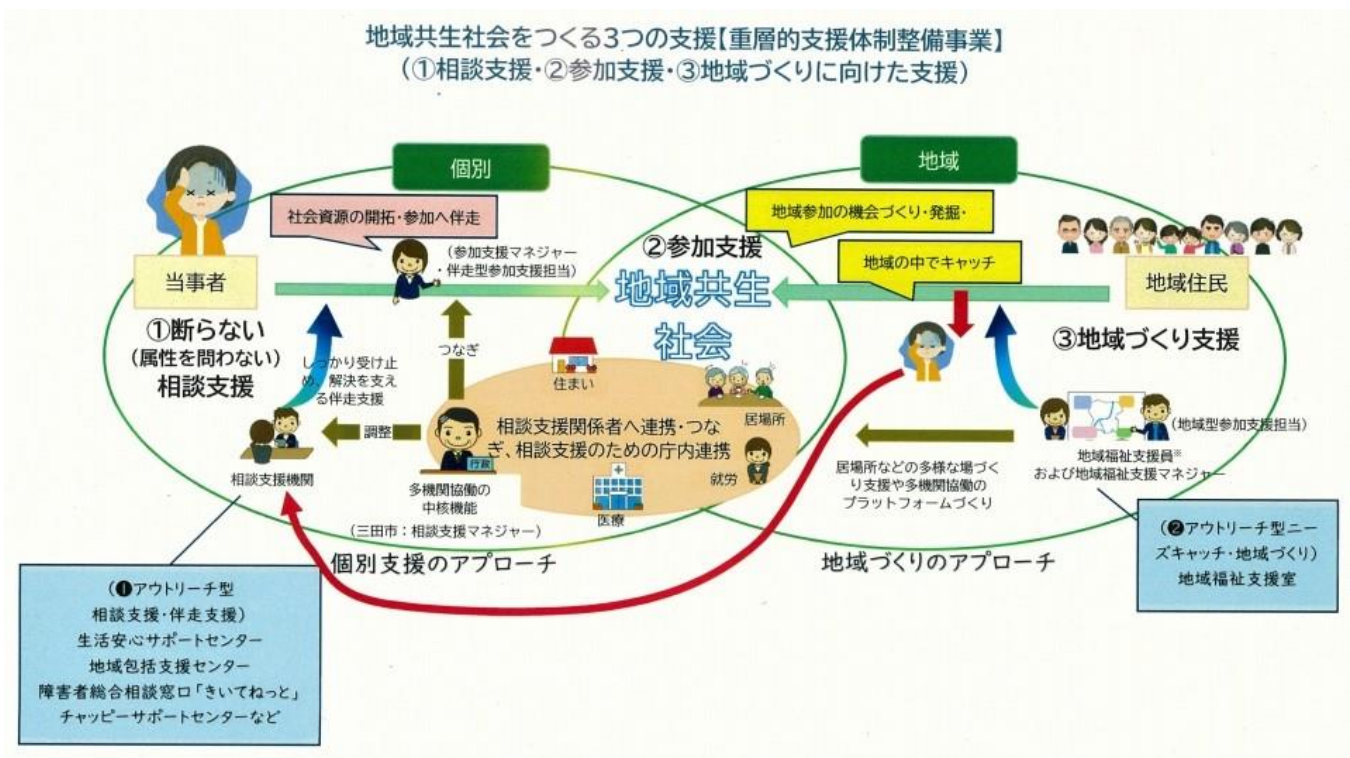 地域共生社会をつくる3つの支援【重層的支援体制整備事業】
(①相談支援・②参加支援・③地域づくりに向けた支援)
個別
地域
社会資源の開拓・参加へ伴走
(参加支援マネジャー
・伴走型参加支援担当)
地域参加の機会づくり・発掘・
地域の中でキャッチ
②参加支援
地域共生
社会
当事者
地域住民
①断らない
(属性を問わない)
相談支援
しっかり受け止
め、解決を支え
る伴走支援
つなぎ
調整
③地域づくり支援
住まい
居場所
相談支援関係者へ連携・つな
ぎ、相談支援のための庁内連携
行政
就労
医療
相談支援機関
多機関協働の
中核機能
(三田市:相談支援マネジャー)
(地域型参加支援担当)
地域福祉支援員※
および地域福祉支援マネジャー
居場所などの多様な場づく
り支援や多機関協働の
プラットフォームづくり
個別支援のアプローチ
地域づくりのアプローチ
(❶アウトリーチ型
相談支援・伴走支援)
生活安心サポートセンター
地域包括支援センター
障害者総合相談窓口「きいてねっと」
チャッピーサポートセンターなど
(❷アウトリーチ型ニー
ズキャッチ・地域づくり)
地域福祉支援室